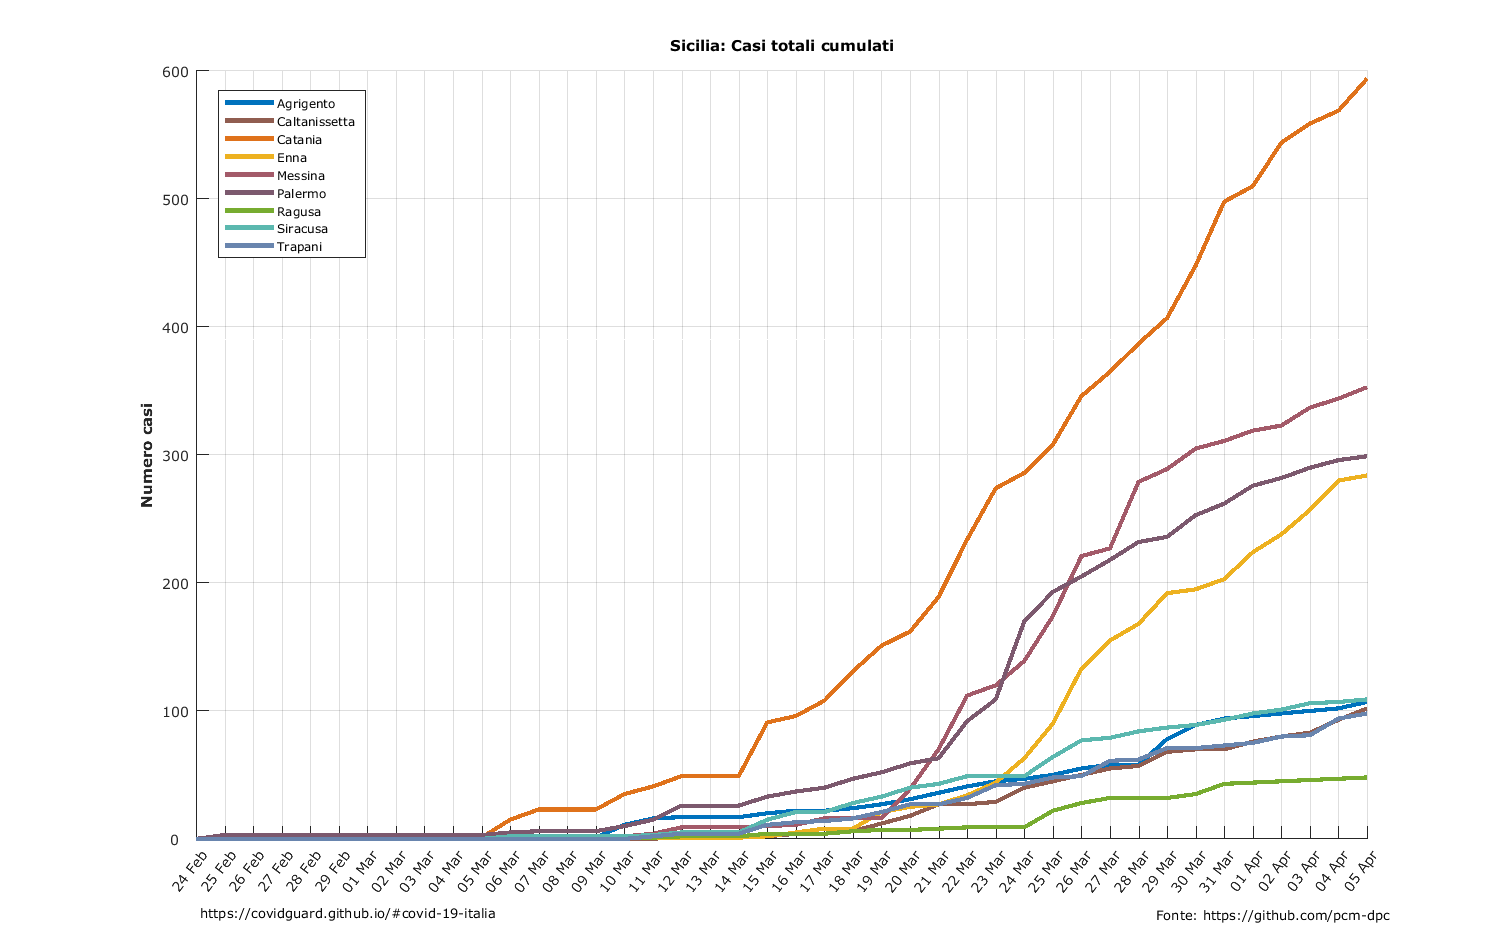 Sicilia: Casi totali cumulati
Numero casi
600
500
400
300
200
100
0
Agrigento
Caltanissetta
Catania
Enna
Messina
Palermo
Ragusa
Siracusa
Trapani
24 Feb
25 Feb
26 Feb
27 Feb
28 Feb
29 Feb
01 Mar
02 Mar
03 Mar
04 Mar
05 Mar
06 Mar
07 Mar
08 Mar
09 Mar
10 Mar
11 Mar
12 Mar
13 Mar
14 Mar
15 Mar
16 Mar
17 Mar
18 Mar
19 Mar
20 Mar
21 Mar
22 Mar
23 Mar
24 Mar
25 Mar
26 Mar
27 Mar
28 Mar
29 Mar
30 Mar
31 Mar
01 Apr
02 Apr
03 Apr
04 Apr
05 Apr
https://covidguard.github.io/#covid-19-italia
Fonte: https://github.com/pcm-dpc